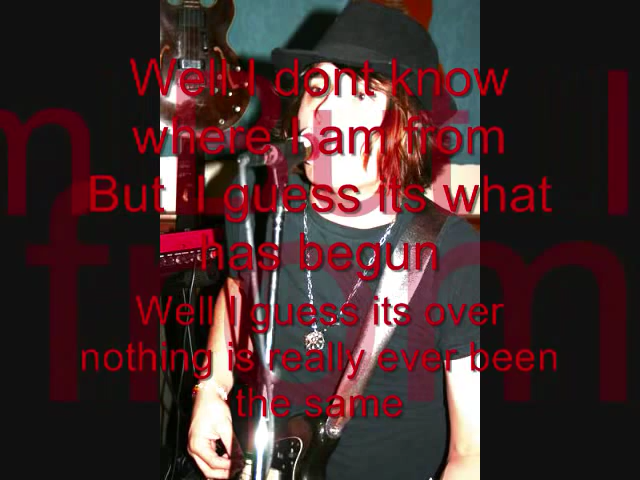 Well I dont know
where I am from
But I guess its what
has begun
Well I guess its over
nothing is really ever been
the same